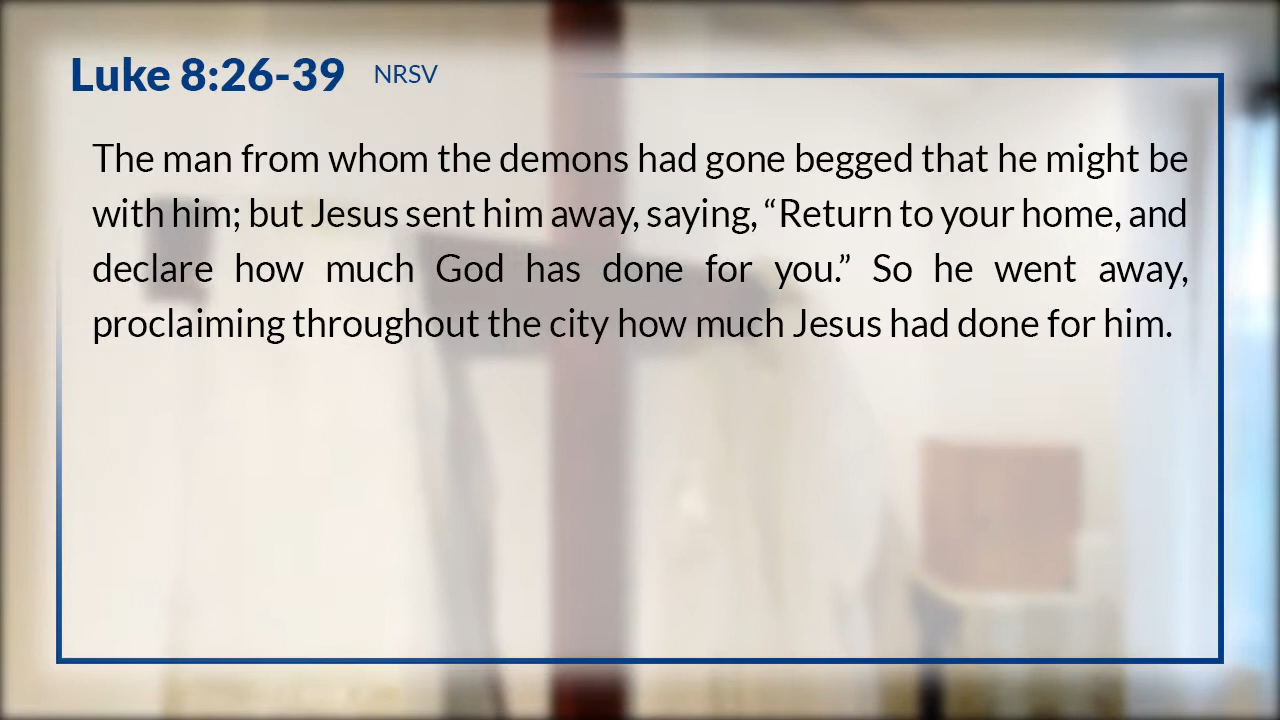 Luke 8:26-39 NRSV
The man from whom the demons had gone begged that he might be
with him; but Jesus sent him away, saying, “Return to your home, and
declare how much God has done for you.” So he went away,
proclaiming throughout the city how much Jesus had done for him.